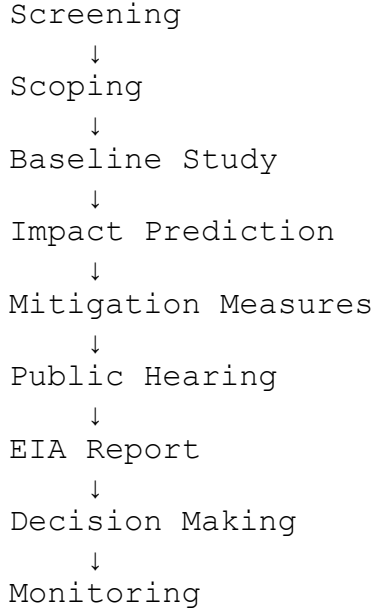 Screening
↓
Scoping
↓
Baseline Study
↓
Impact Prediction
↓
Mitigation Measures
↓
Public Hearing
↓
EIA Report
↓
Decision Making
↓
Monitoring